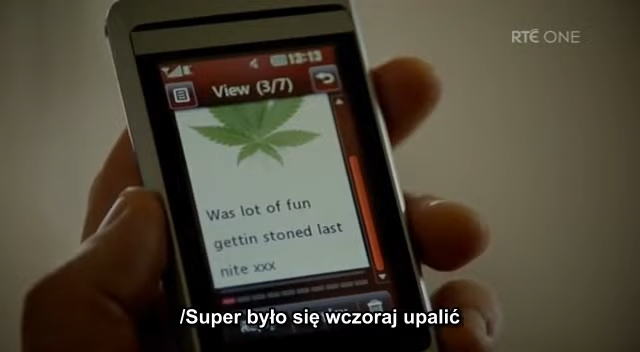 RTÉ ONE
13:13
View (3/7)
Was lot of fun
gettin stoned last
nite xxx
/Super było się wczoraj upalić